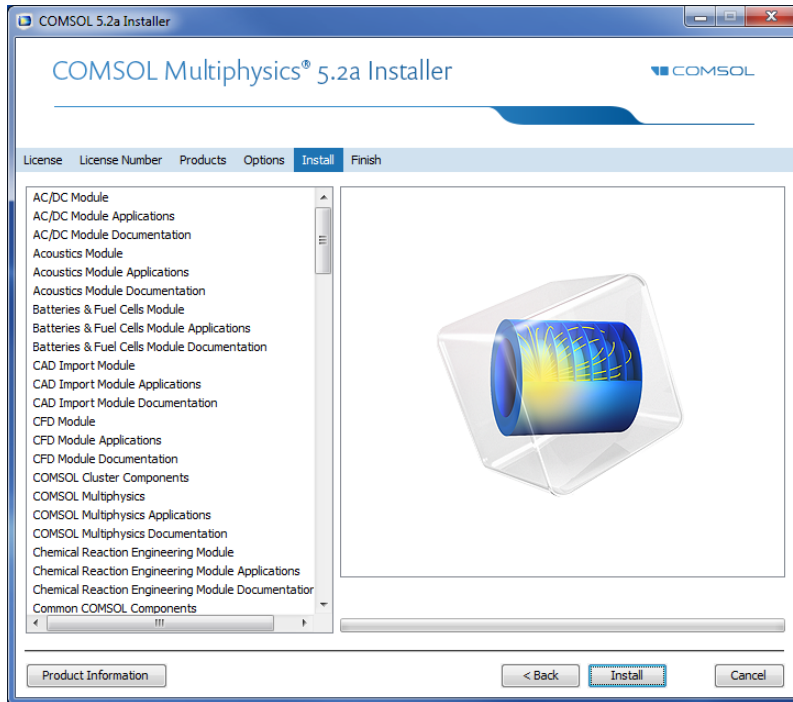 COMSOL 5.2a Installer
COMSOL Multiphysics® 5.2a Installer
COMSOL
License License Number Products Options Install Finish
AC/DC Module
AC/DC Module Applications
AC/DC Module Documentation
Acoustics Module
Acoustics Module Applications
Acoustics Module Documentation
Batteries & Fuel Cells Module
Batteries & Fuel Cells Module Applications
Batteries & Fuel Cells Module Documentation
CAD Import Module
CAD Import Module Applications
CAD Import Module Documentation
CFD Module
CFD Module Applications
CFD Module Documentation
COMSOL Cluster Components
COMSOL Multiphysics
COMSOL Multiphysics Applications
COMSOL Multiphysics Documentation
Chemical Reaction Engineering Module
Chemical Reaction Engineering Module Applications
Chemical Reaction Engineering Module Documentation
Common COMSOL Components
Product Information < Back Install Cancel